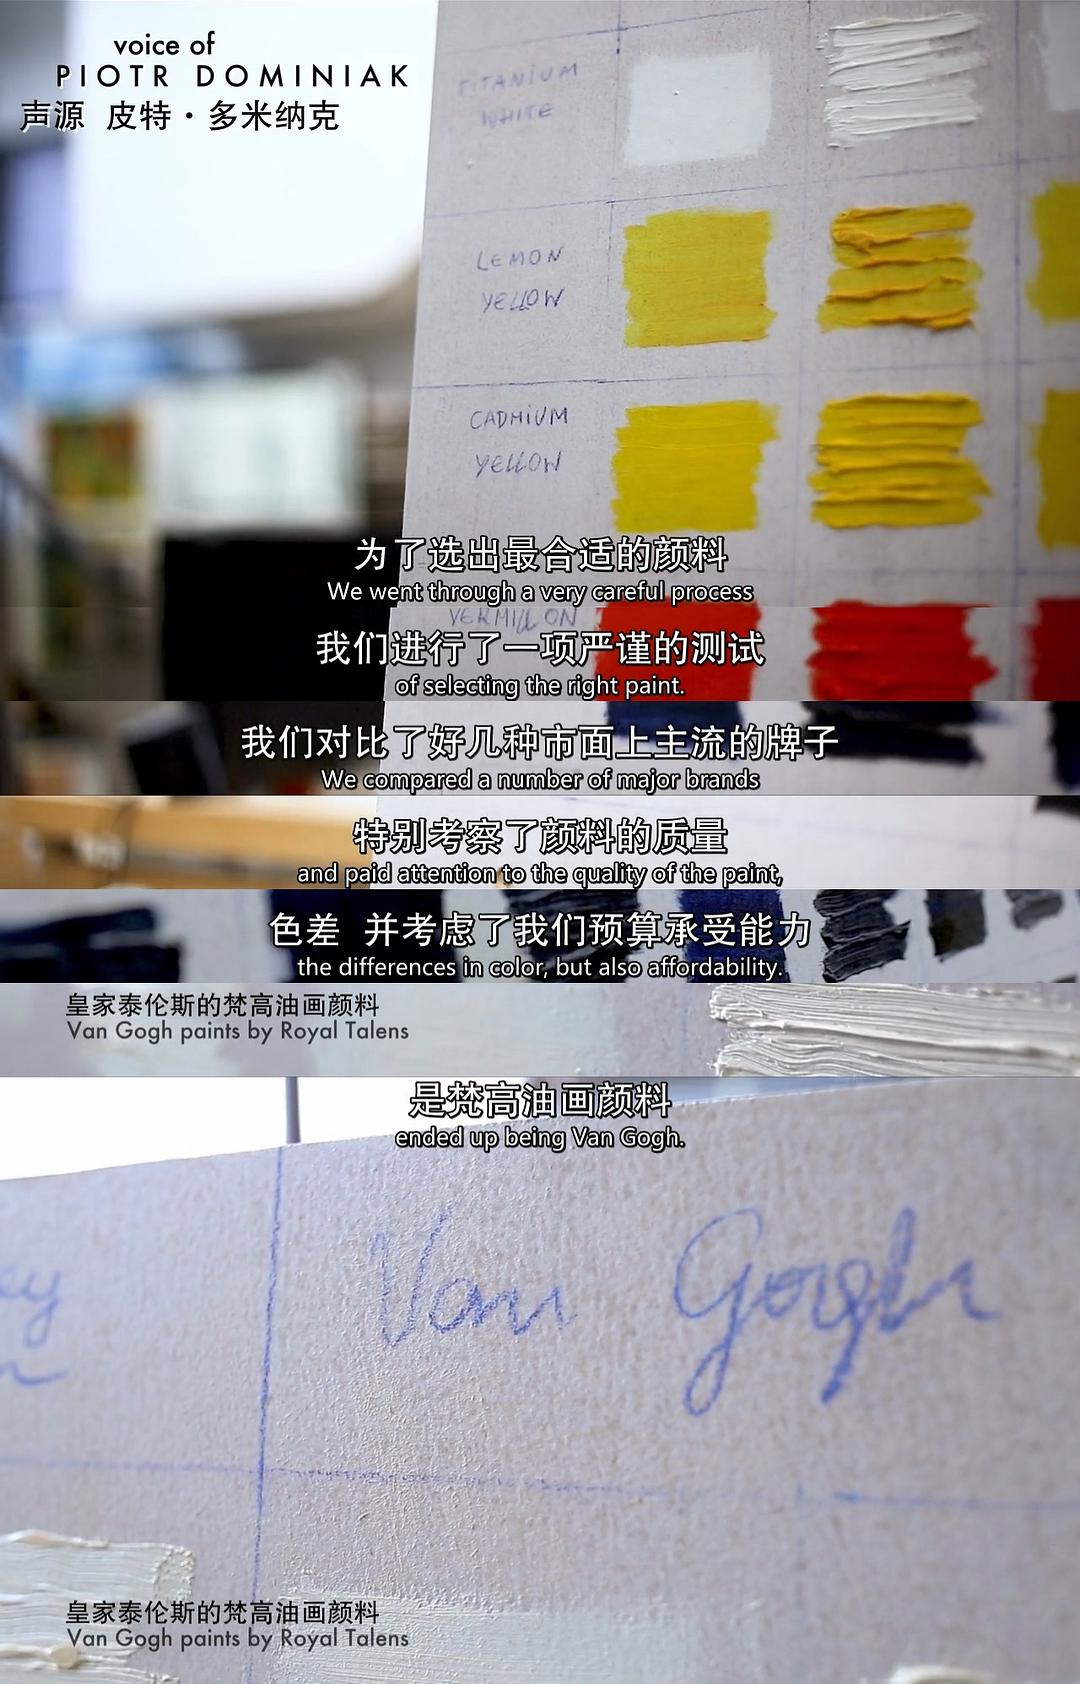 voice of
PIOTR DOMINIAK
声源 皮特·多米纳克
TITANIUM
WHITE
LEMON
YELLOW
CADMIUM
YELLOW
为了选出最合适的颜料
We went through a very careful process
VERMILLON
我们进行了一项严谨的测试
of selecting the right paint.
我们对比了好几种市面上主流的牌子
We compared a number of major brands
特别考察了颜料的质量
and paid attention to the quality of the paint,
色差 并考虑了我们预算承受能力
the differences in color, but also affordability.
皇家泰伦斯的梵高油画颜料
Van Gogh paints by Royal Talens
是梵高油画颜料
ended up being Van Gogh.
Van Gogh
皇家泰伦斯的梵高油画颜料
Van Gogh paints by Royal Talens